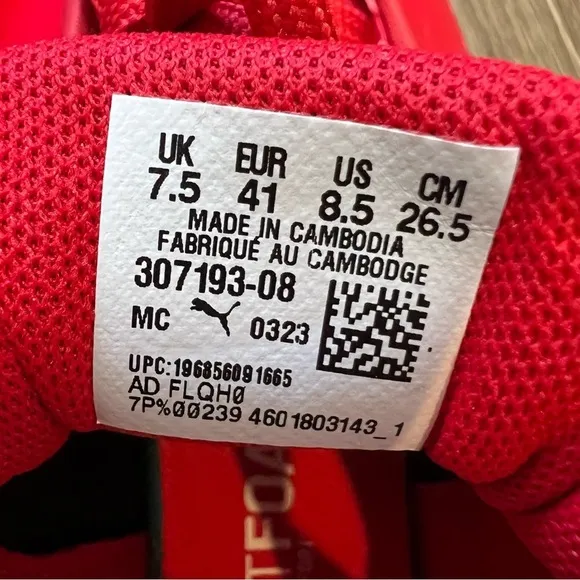 UK EUR US CM
7.5 41 8.5 26.5
MADE IN CAMBODIA
FABRIQUÉ AU CAMBODGE
307193-08
MC 0323
UPC:196856091665
AD FLQH0
7P%00239 4601803143_1
TFOA